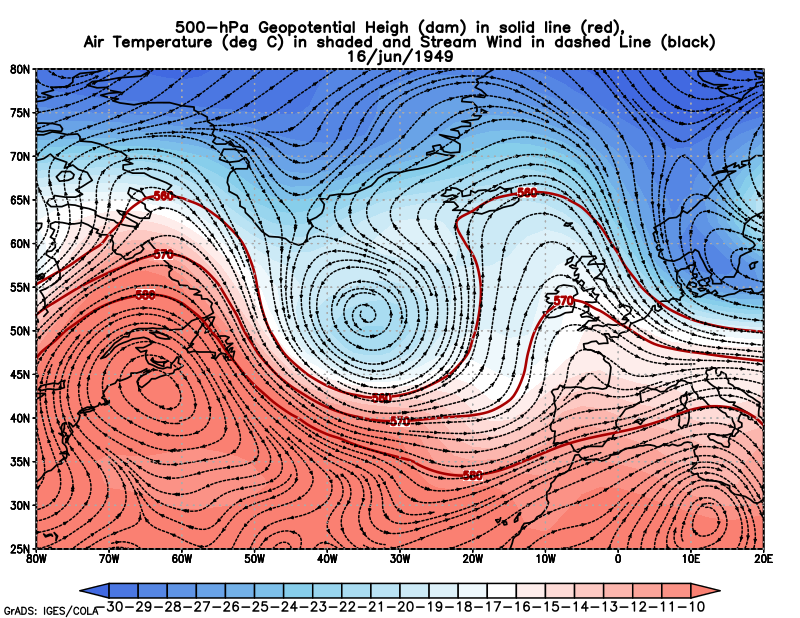 500-hPa Geopotential Heigh (dam) in solid line (red),
Air Temperature (deg C) in shaded and Stream Wind in dashed Line (black)
16/jun/1949
80N
75N
70N
65N
60N
55N
50N
45N
40N
35N
30N
25N
560
560
570
580
570
560
570
580
80W 70W 60W 50W 40W 30W 20W 10W 0 10E 20E
-30 -29 -28 -27 -26 -25 -24 -23 -22 -21 -20 -19 -18 -17 -16 -15 -14 -13 -12 -11 -10
GrADS: IGES/COLA